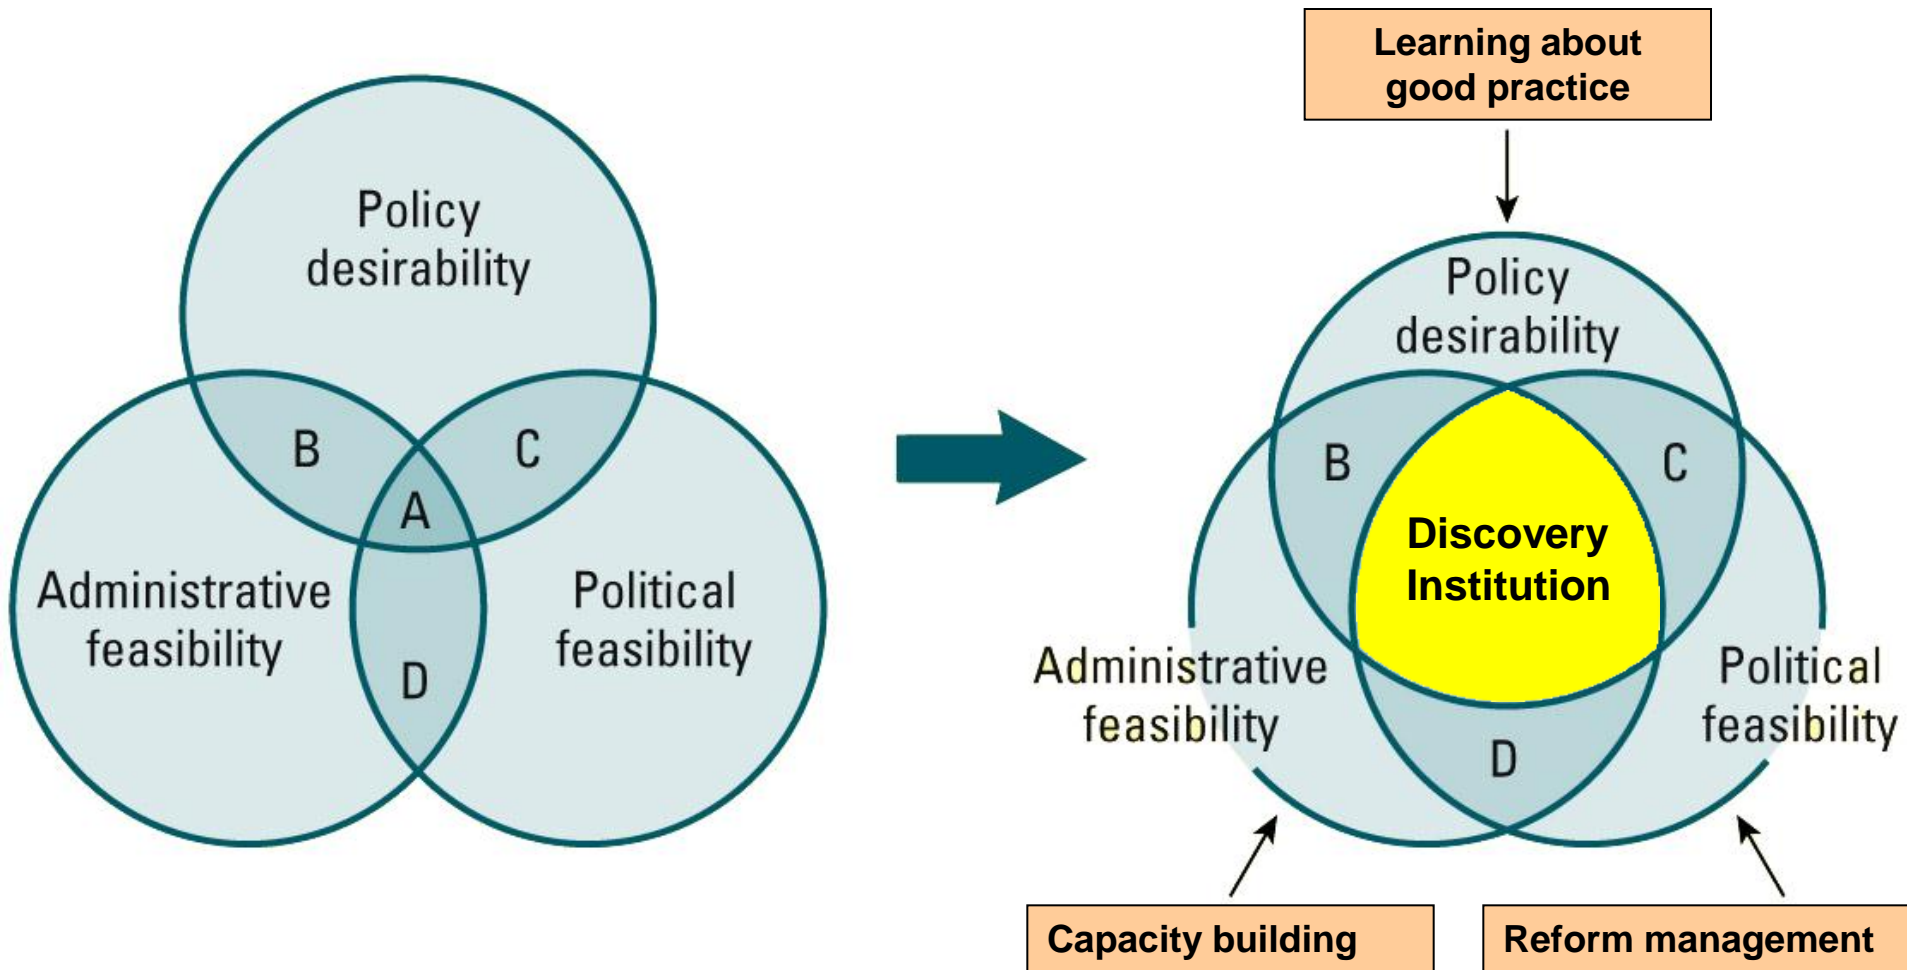 Policy
desirability
B
C
A
Administrative
feasibility
Political
feasibility
D
Learning about
good practice
Policy
desirability
B
C
Discovery
Institution
Administrative
feasibility
Political
feasibility
D
Capacity building
Reform management